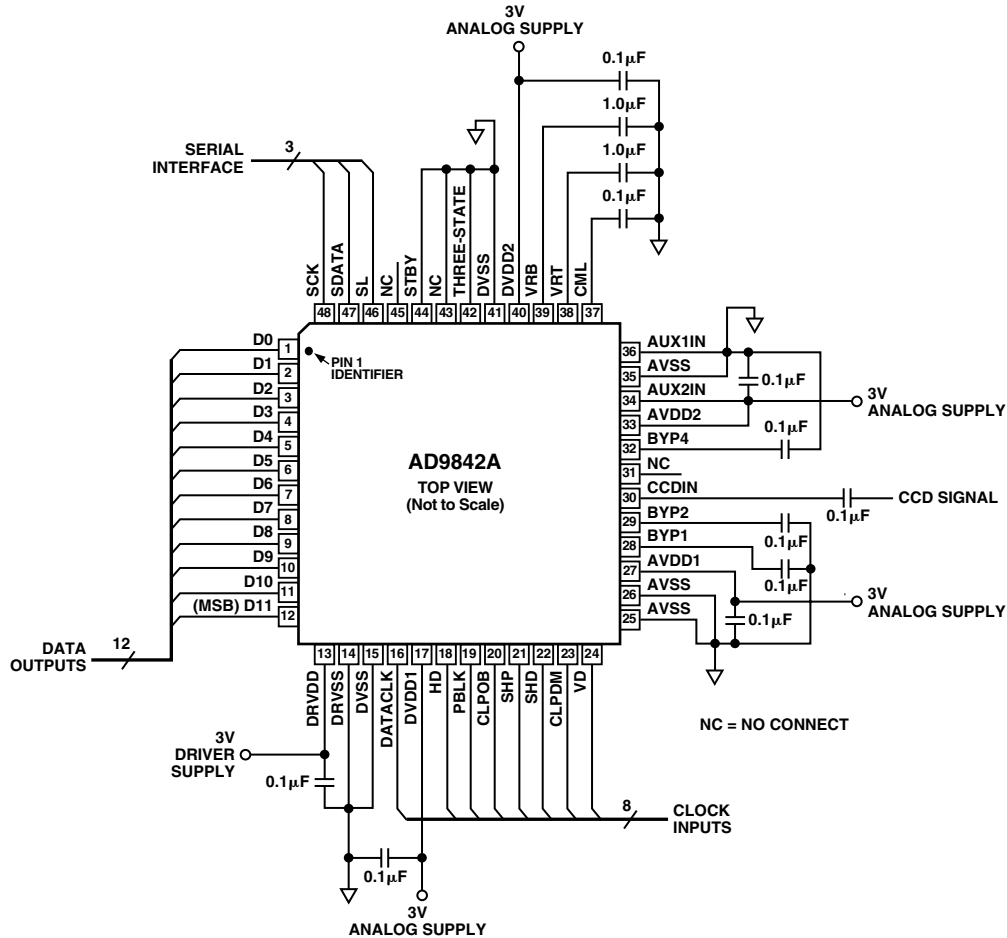 3V
ANALOG SUPPLY
0.1µF
1.0µF
1.0µF
0.1µF
SERIAL
INTERFACE
3
SCK
SDATA
SL
NC
STBY
NC
THREE-STATE
DVSS
DVDD2
VRB
VRT
CML
48 47 46 45 44 43 42 41 40 39 38 37
D0 1
D1 2
D2 3
D3 4
D4 5
D5 6
D6 7
D7 8
D8 9
D9 10
D10 11
(MSB) D11 12
PIN 1
IDENTIFIER
AD9842A
TOP VIEW
(Not to Scale)
36 AUX1IN
35 AVSS
34 AUX2IN
33 AVDD2
32 BYP4
31 NC
30 CCDIN
29 BYP2
28 BYP1
27 AVDD1
26 AVSS
25 AVSS
0.1µF
3V
ANALOG SUPPLY
0.1µF
CCD SIGNAL
0.1µF
0.1µF
0.1µF
3V
ANALOG SUPPLY
0.1µF
DATA
OUTPUTS
12
13 14 15 16 17 18 19 20 21 22 23 24
DRVDD
DRVSS
DVSS
DATACLK
DVDD1
HD
PBLK
CLPOB
SHP
SHD
CLPDM
VD
NC = NO CONNECT
3V
DRIVER
SUPPLY
0.1µF
8
CLOCK
INPUTS
0.1µF
3V
ANALOG SUPPLY